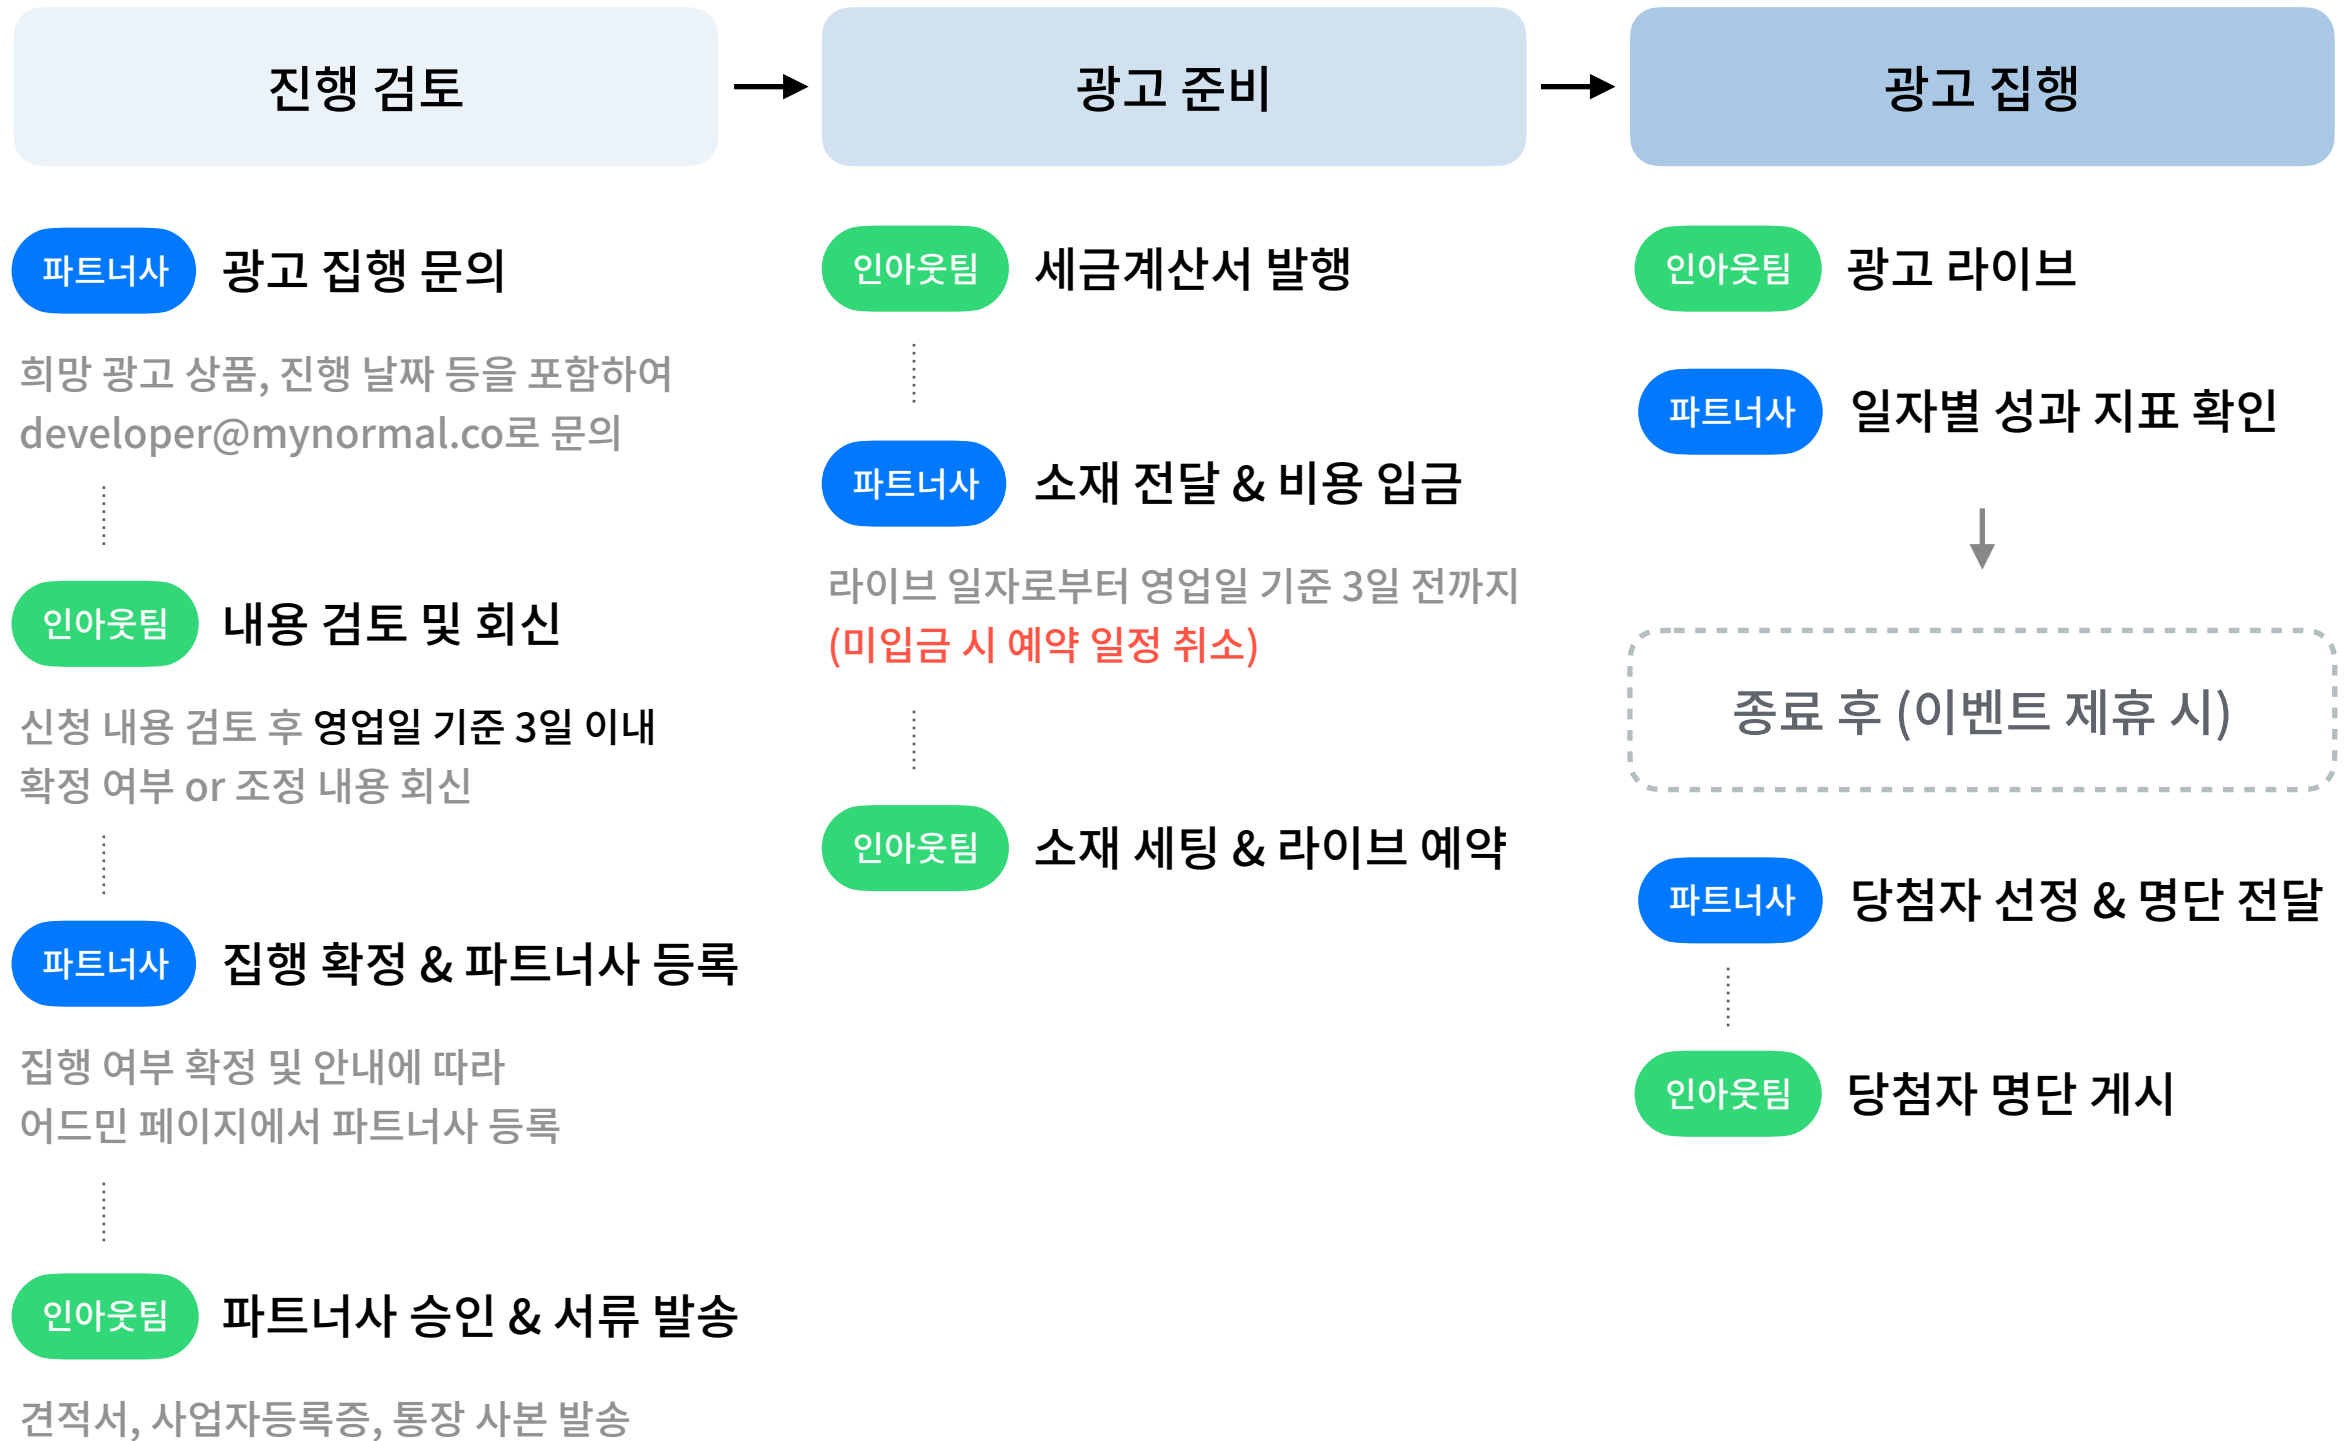 진행 검토
파트너사 광고 집행 문의
희망 광고 상품, 진행 날짜 등을 포함하여
developer@mynormal.co로 문의
인아웃팀 내용 검토 및 회신
신청 내용 검토 후 영업일 기준 3일 이내
확정 여부 or 조정 내용 회신
파트너사 집행 확정 & 파트너사 등록
집행 여부 확정 및 안내에 따라
어드민 페이지에서 파트너사 등록
인아웃팀 파트너사 승인 & 서류 발송
견적서, 사업자등록증, 통장 사본 발송
광고 준비
인아웃팀 세금계산서 발행
파트너사 소재 전달 & 비용 입금
라이브 일자로부터 영업일 기준 3일 전까지
(미입금 시 예약 일정 취소)
인아웃팀 소재 세팅 & 라이브 예약
광고 집행
인아웃팀 광고 라이브
파트너사 일자별 성과 지표 확인
종료 후 (이벤트 제휴 시)
파트너사 당첨자 선정 & 명단 전달
인아웃팀 당첨자 명단 게시